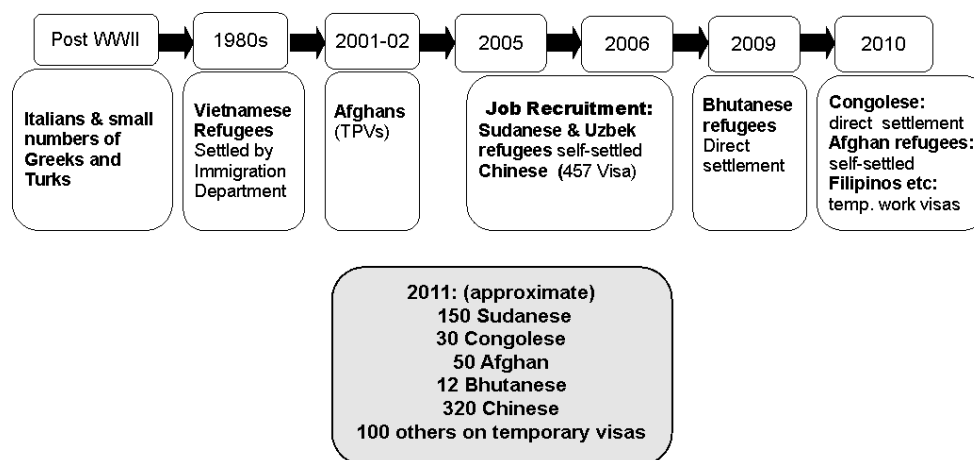 Post WWII
1980s
2001-02
2005
2006
2009
2010
Italians & small
numbers of
Greeks and
Turks
Vietnamese
Refugees
Settled by
Immigration
Department
Afghans
(TPVs)
Job Recruitment:
Sudanese & Uzbek
refugees self-settled
Chinese (457 Visa)
Bhutanese
refugees
Direct
settlement
Congolese:
direct settlement
Afghan refugees:
self-settled
Filipinos etc:
temp. work visas
2011: (approximate)
150 Sudanese
30 Congolese
50 Afghan
12 Bhutanese
320 Chinese
100 others on temporary visas